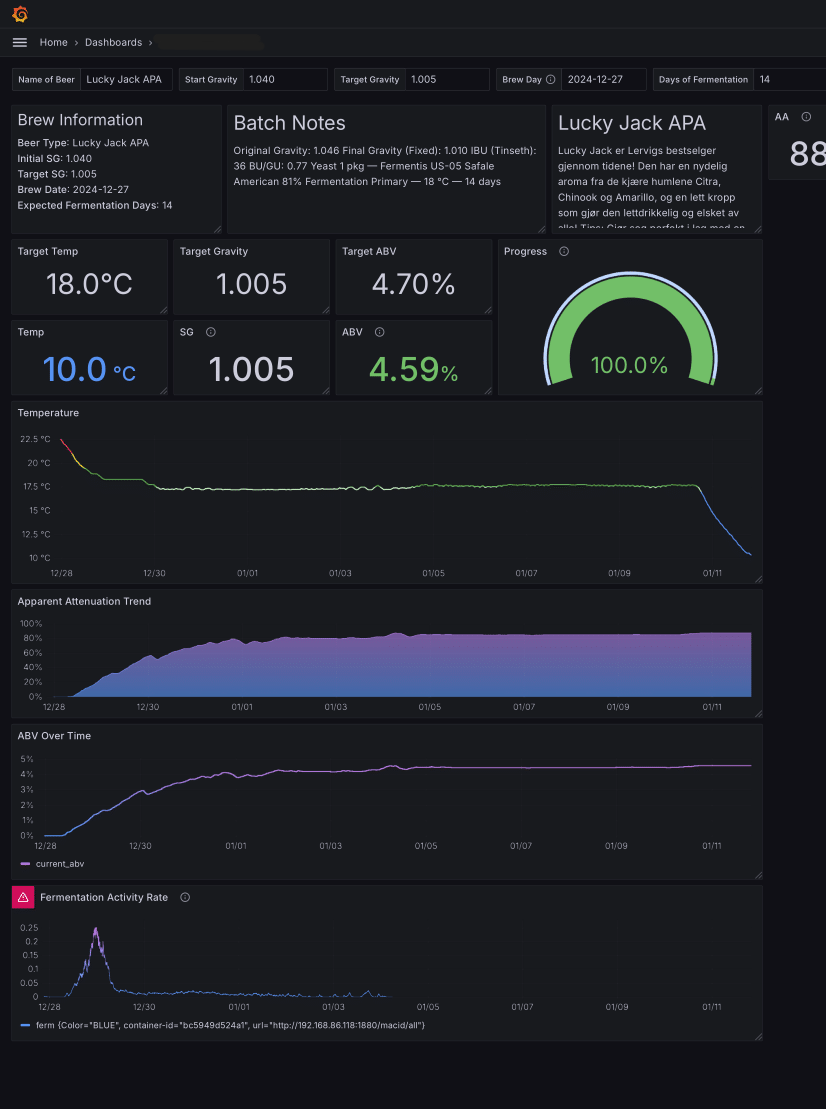 Home › Dashboards ›
Name of Beer Lucky Jack APA Start Gravity 1.040 Target Gravity 1.005 Brew Day 2024-12-27 Days of Fermentation 14
Brew Information
Beer Type: Lucky Jack APA
Initial SG: 1.040
Target SG: 1.005
Brew Date: 2024-12-27
Expected Fermentation Days: 14
Batch Notes
Original Gravity: 1.046 Final Gravity (Fixed): 1.010 IBU (Tinseth):
36 BU/GU: 0.77 Yeast 1 pkg — Fermentis US-05 Safale
American 81% Fermentation Primary — 18 °C — 14 days
Lucky Jack APA
Lucky Jack er Lervigs bestselger
gjennom tidene! Den har en nydelig
aroma fra de kjære humlene Citra,
Chinook og Amarillo, og en lett kropp
som gjør den lettdrikkelig og elsket av
AA
88
Target Temp
18.0°C
Target Gravity
1.005
Target ABV
4.70%
Progress
100.0%
Temp
10.0 °C
SG
1.005
ABV
4.59%
Temperature
22.5 °C
20 °C
17.5 °C
15 °C
12.5 °C
10 °C
12/28 12/30 01/01 01/03 01/05 01/07 01/09 01/11
Apparent Attenuation Trend
100%
80%
60%
40%
20%
0%
12/28 12/30 01/01 01/03 01/05 01/07 01/09 01/11
ABV Over Time
5%
4%
3%
2%
1%
0%
12/28 12/30 01/01 01/03 01/05 01/07 01/09 01/11
current_abv
Fermentation Activity Rate
0.25
0.2
0.15
0.1
0.05
0
12/28 12/30 01/01 01/03 01/05 01/07 01/09 01/11
ferm {Color="BLUE", container-id="bc5949d524a1", url="http://192.168.86.118:1880/macid/all"}